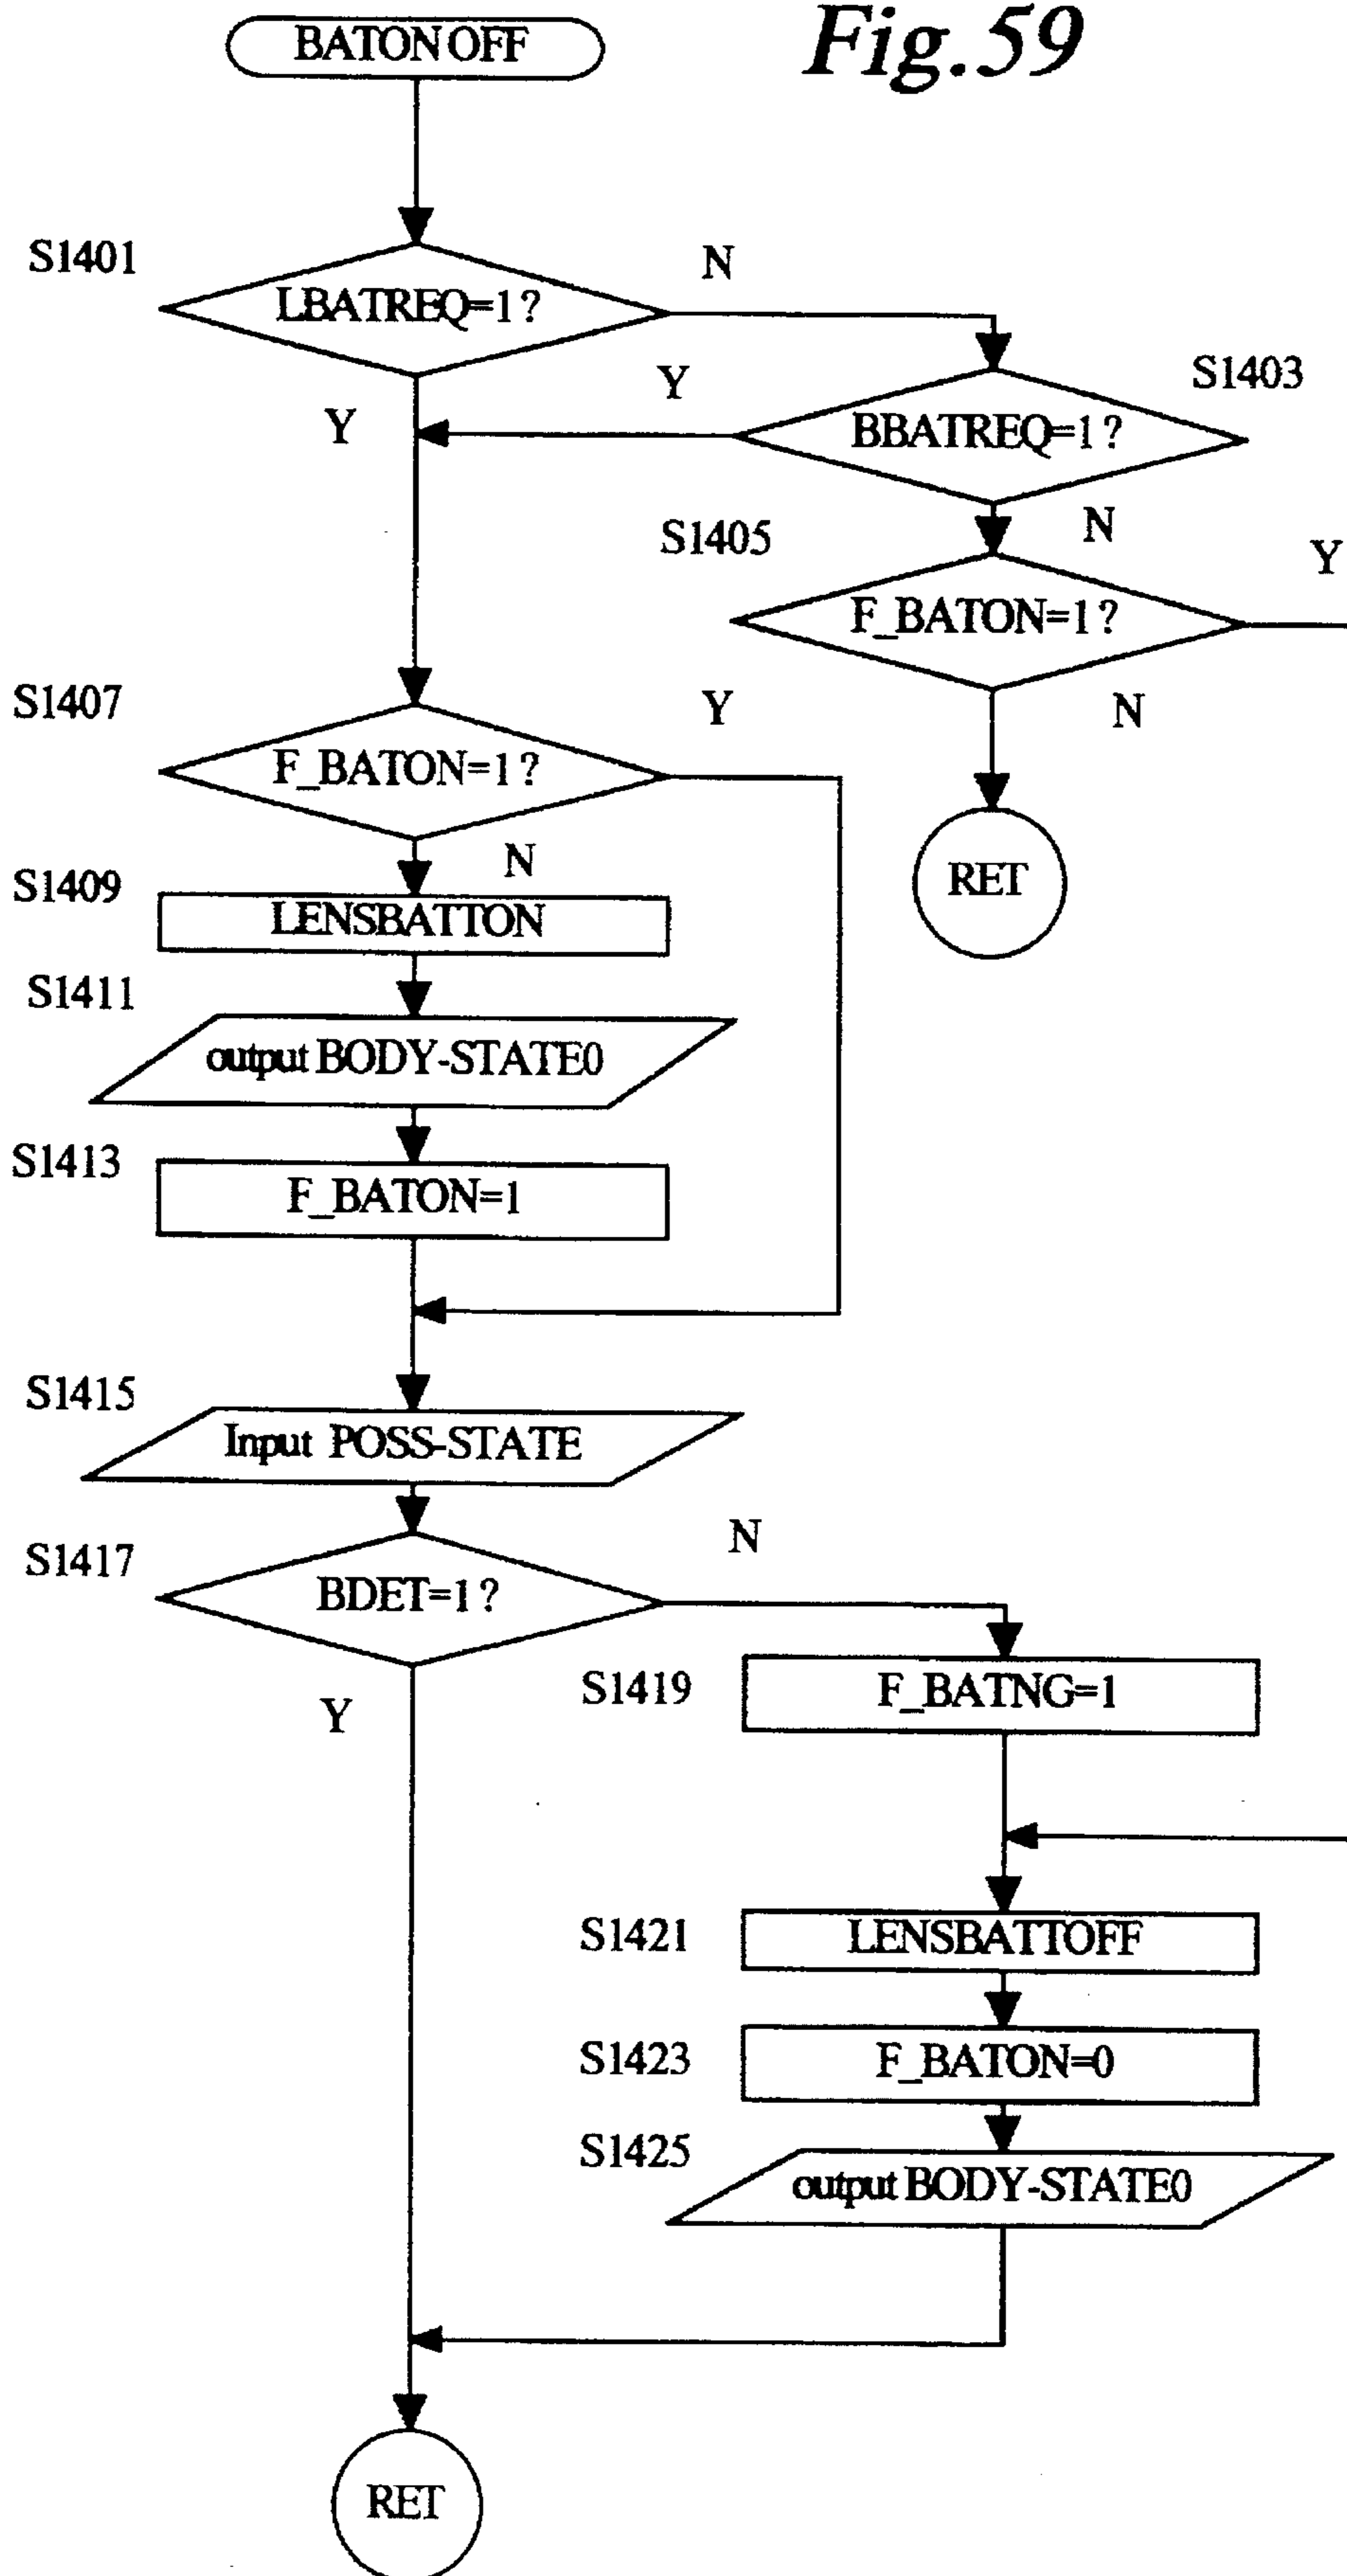 Fig.59
BATON OFF
S1401
LBATREQ=1?
N
Y
S1403
BBATREQ=1?
Y
N
S1405
F_BATON=1?
Y
N
RET
S1407
F_BATON=1?
Y
N
S1409
LENSBATTON
S1411
output BODY-STATE0
S1413
F_BATON=1
S1415
Input POSS-STATE
S1417
BDET=1?
N
Y
S1419
F_BATNG=1
S1421
LENSBATTOFF
S1423
F_BATON=0
S1425
output BODY-STATE0
RET